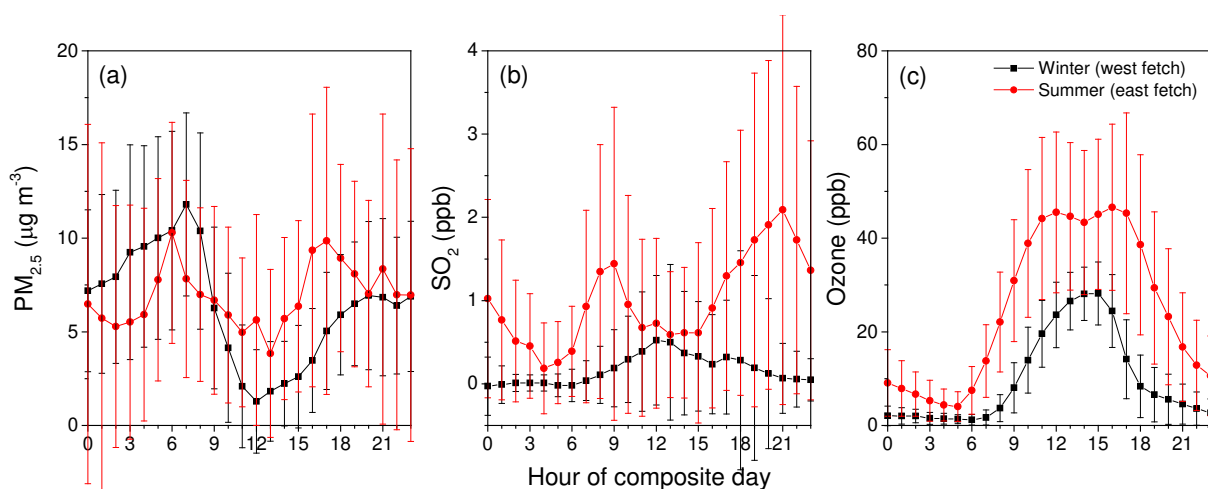 (a)
PM2.5 (μg m-3)
20
15
10
5
0
0 3 6 9 12 15 18 21
(b)
SO2 (ppb)
4
3
2
1
0
0 3 6 9 12 15 18 21
Hour of composite day
(c)
Winter (west fetch)
Summer (east fetch)
Ozone (ppb)
80
60
40
20
0
0 3 6 9 12 15 18 21